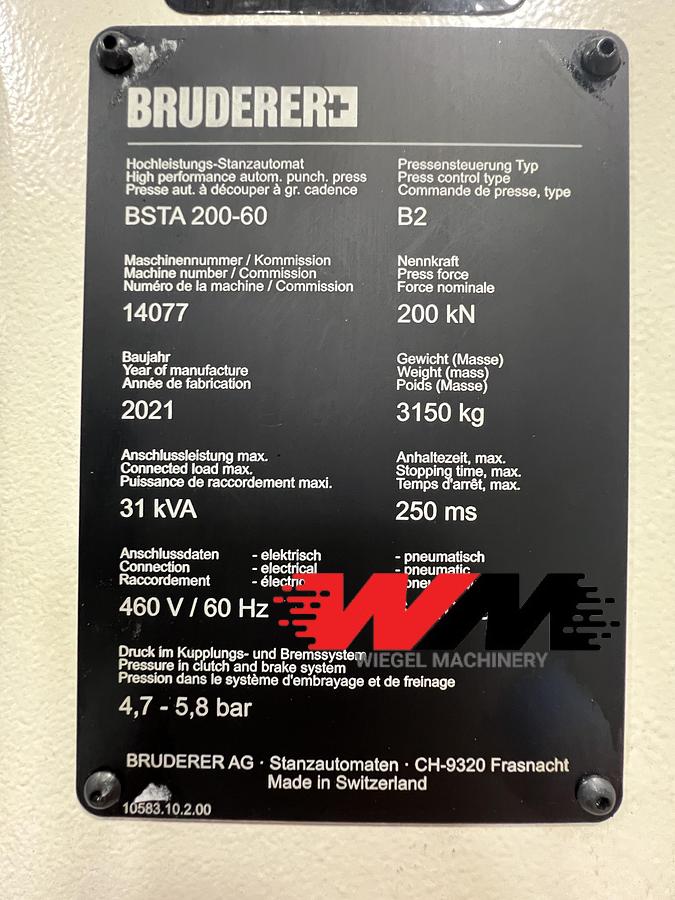 BRUDERER
Hochleistungs-Stanzautomat
High performance autom. punch. press
Presse aut. à découper à gr. cadence
BSTA 200-60
Pressensteuerung Typ
Press control type
Commande de presse, type
B2
Maschinennummer / Kommission
Machine number / Commission
Numéro de la machine / Commission
14077
Nennkraft
Press force
Force nominale
200 kN
Baujahr
Year of manufacture
Année de fabrication
2021
Gewicht (Masse)
Weight (mass)
Poids (Masse)
3150 kg
Anschlussleistung max.
Connected load max.
Puissance de raccordement maxi.
31 kVA
Anhaltezeit, max.
Stopping time, max.
Temps d'arrêt, max.
250 ms
Anschlussdaten - elektrisch
Connection - electrical
Raccordement
460 V / 60 Hz
- pneumatisch
- pneumatic
WM
WIEGEL MACHINERY
Druck im Kupplungs- und Bremssystem
Pressure in clutch and brake system
Pression dans le système d'embrayage et de freinage
4,7 - 5,8 bar
BRUDERER AG · Stanzautomaten · CH-9320 Frasnacht
Made in Switzerland
10583.10.2.00